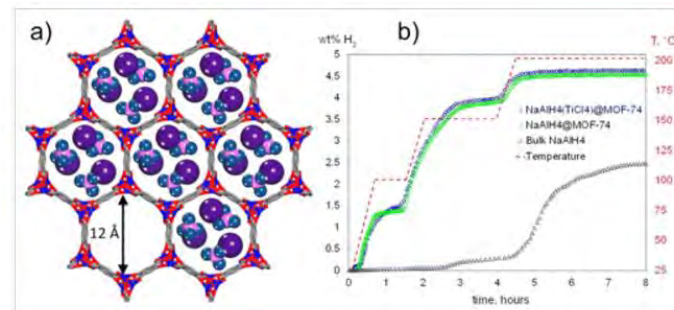 a)
12 Å
b)
wt% H2
T, °C
5
4.5
4
3.5
3
2.5
2
1.5
1
0.5
0
200
175
150
125
100
75
50
25
NaAlH4(TiCl4)@MOF-74
NaAlH4@MOF-74
Bulk NaAlH4
Temperature
0 1 2 3 4 5 6 7 8
time, hours